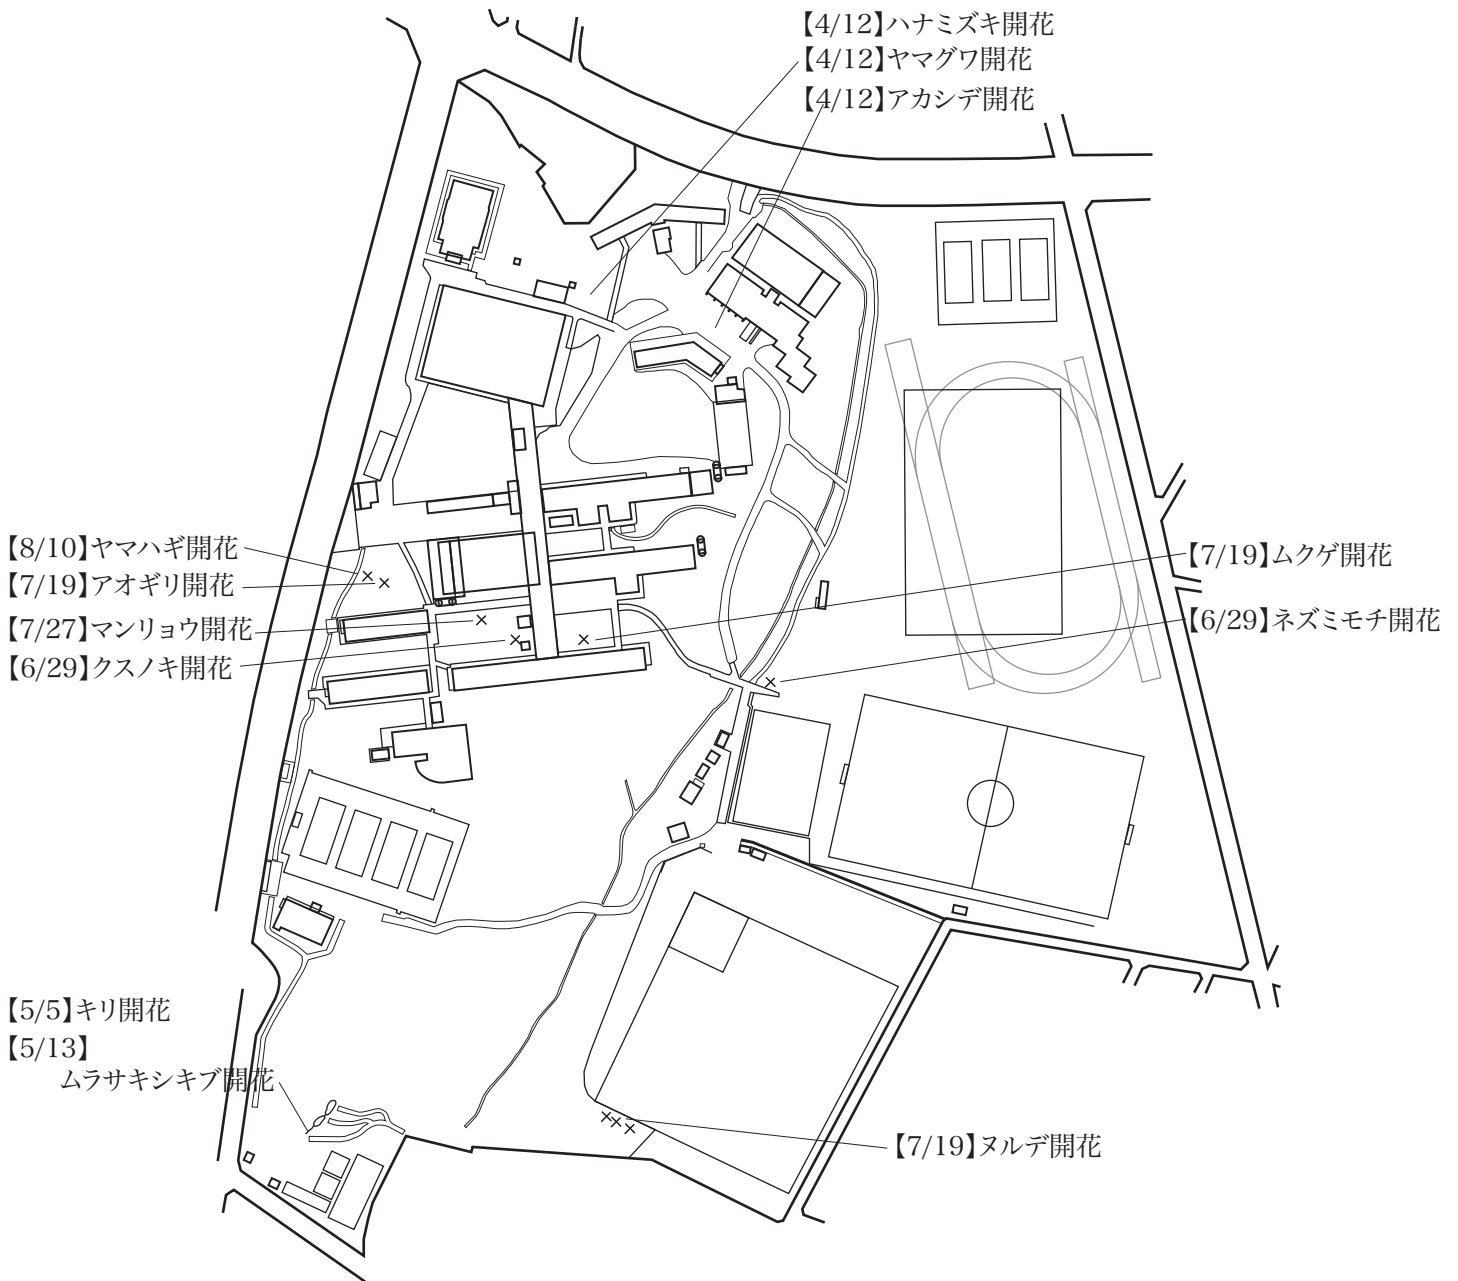 【4/12】ハナミズキ開花
【4/12】ヤマグワ開花
【4/12】アカシデ開花
【8/10】ヤマハギ開花
【7/19】アオギリ開花
【7/27】マンリョウ開花
【6/29】クスノキ開花
【7/19】ムクゲ開花
【6/29】ネズミモチ開花
【5/5】キリ開花
【5/13】
ムラサキシキブ開花
【7/19】ヌルデ開花